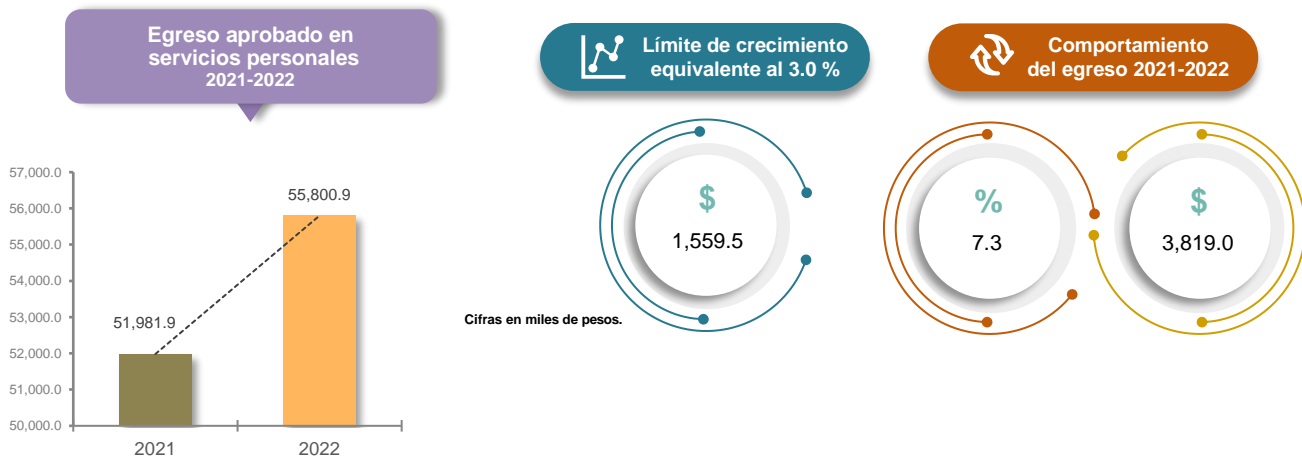 Egreso aprobado en
servicios personales
2021-2022
57,000.0
56,000.0
55,000.0
54,000.0
53,000.0
52,000.0
51,000.0
50,000.0
51,981.9
55,800.9
2021
2022
Límite de crecimiento
equivalente al 3.0 %
$
1,559.5
Cifras en miles de pesos.
Comportamiento
del egreso 2021-2022
%
7.3
$
3,819.0